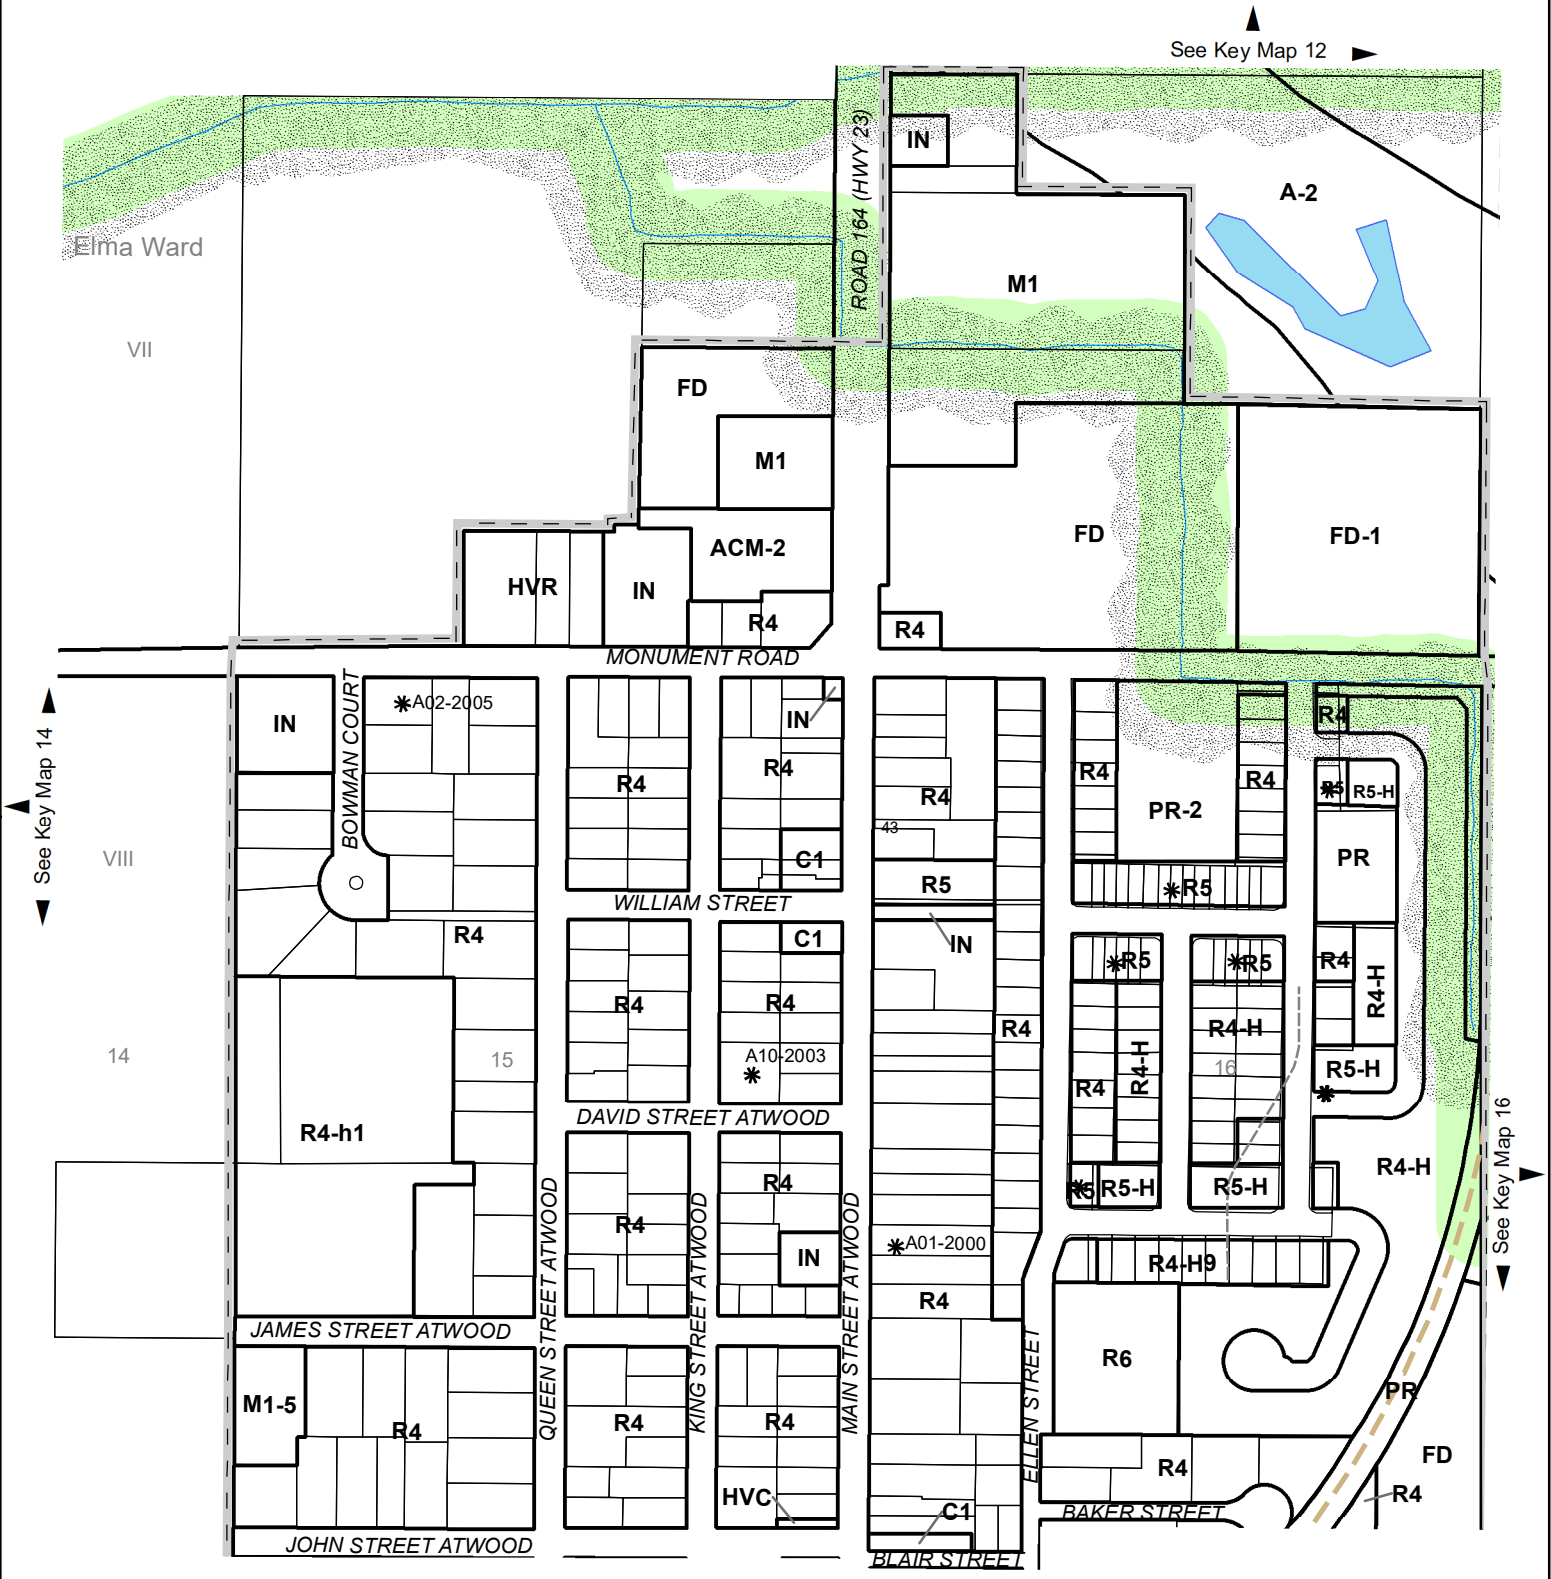 See Key Map 12
IN
ROAD 164 (HWY 23)
A-2
Elma Ward
M1
VII
FD
M1
FD
FD-1
ACM-2
HVR
IN
R4
R4
MONUMENT ROAD
BOWMAN COURT
A02-2005
IN
IN
R4
R4
R4
R4
R4
R4
PR-2
R5
R5-H
See Key Map 14
43
VIII
C1
PR
R5
R5
WILLIAM STREET
R4
C1
IN
R5
R5
R4
R4-H
R4
R4
R4
R4-H
14
15
A10-2003
R4-H
16
R5-H
R4
DAVID STREET ATWOOD
R4-h1
See Key Map 16
R4-H
R4
R5
R5-H
R5-H
QUEEN STREET ATWOOD
KING STREET ATWOOD
MAIN STREET ATWOOD
R4
A01-2000
IN
R4-H9
R4
JAMES STREET ATWOOD
ELLEN STREET
R6
PR
M1-5
R4
R4
R4
FD
R4
HVC
R4
C1
BAKER STREET
JOHN STREET ATWOOD
BLAIR STREET